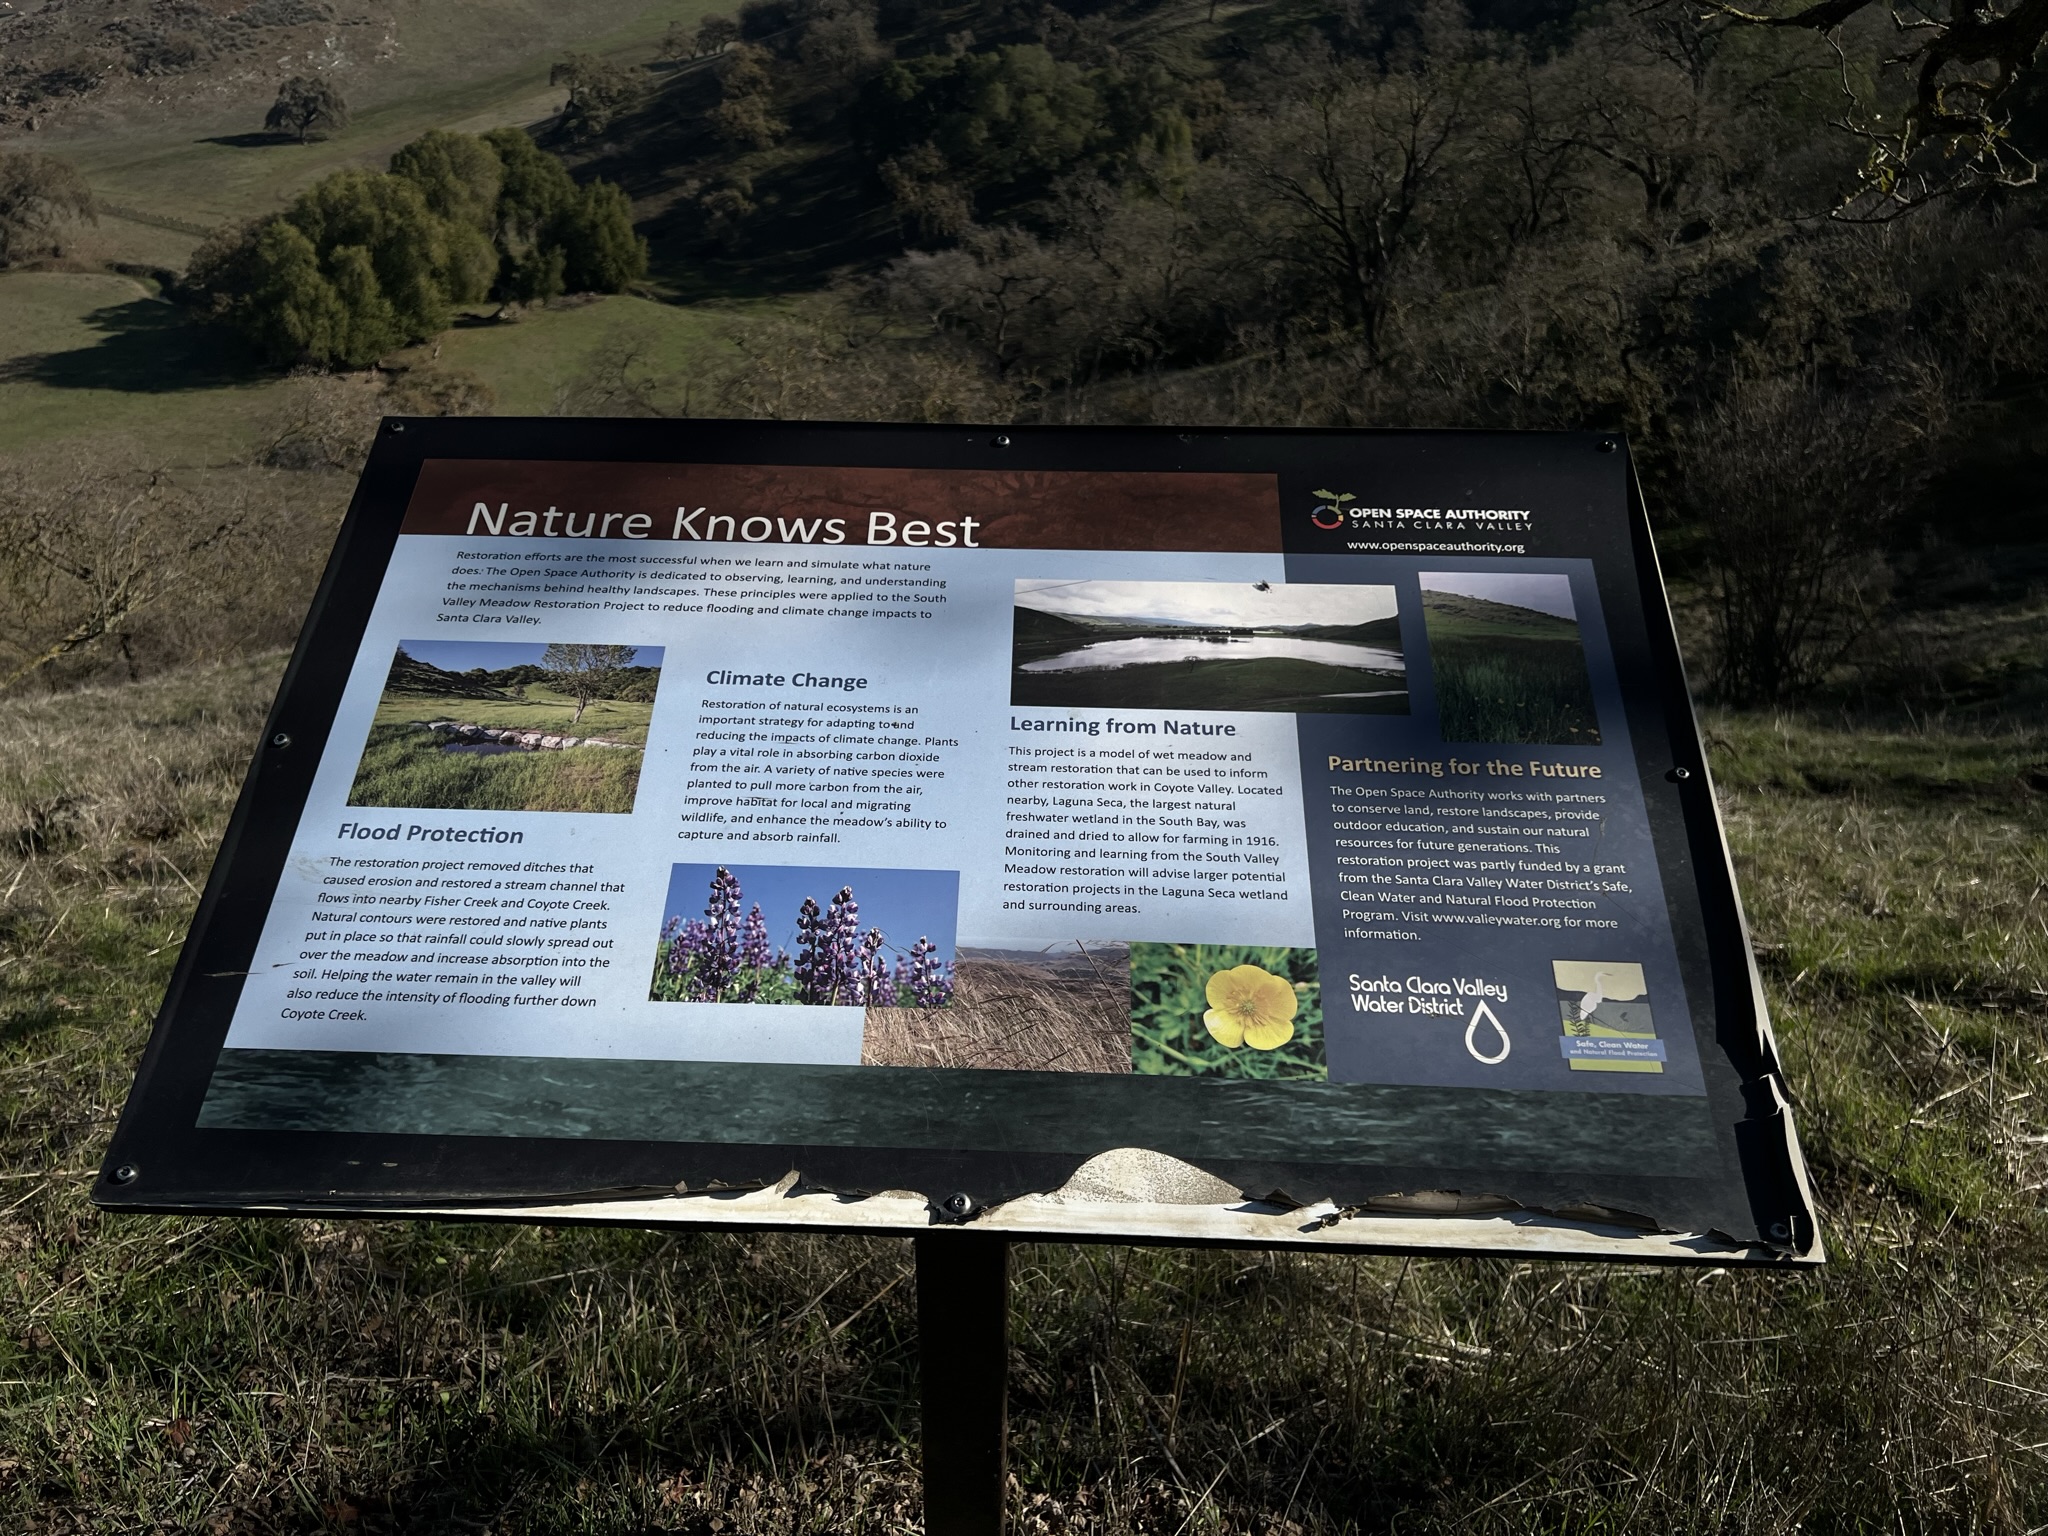 Nature Knows Best
Restoration efforts are the most successful when we learn and simulate what nature
does. The Open Space Authority is dedicated to observing, learning, and understanding
the mechanisms behind healthy landscapes. These principles were applied to the South
Valley Meadow Restoration Project to reduce flooding and climate change impacts to
Santa Clara Valley.
Flood Protection
The restoration project removed ditches that
caused erosion and restored a stream channel that
flows into nearby Fisher Creek and Coyote Creek.
Natural contours were restored and native plants
put in place so that rainfall could slowly spread out
over the meadow and increase absorption into the
soil. Helping the water remain in the valley will
also reduce the intensity of flooding further down
Coyote Creek.
Climate Change
Restoration of natural ecosystems is an
important strategy for adapting to and
reducing the impacts of climate change. Plants
play a vital role in absorbing carbon dioxide
from the air. A variety of native species were
planted to pull more carbon from the air,
improve habitat for local and migrating
wildlife, and enhance the meadow's ability to
capture and absorb rainfall.
Learning from Nature
This project is a model of wet meadow and
stream restoration that can be used to inform
other restoration work in Coyote Valley. Located
nearby, Laguna Seca, the largest natural
freshwater wetland in the South Bay, was
drained and dried to allow for farming in 1916.
Monitoring and learning from the South Valley
Meadow restoration will advise larger potential
restoration projects in the Laguna Seca wetland
and surrounding areas.
OPEN SPACE AUTHORITY
SANTA CLARA VALLEY
www.openspaceauthority.org
Partnering for the Future
The Open Space Authority works with partners
to conserve land, restore landscapes, provide
outdoor education, and sustain our natural
resources for future generations. This
restoration project was partly funded by a grant
from the Santa Clara Valley Water District's Safe,
Clean Water and Natural Flood Protection
Program. Visit www.valleywater.org for more
information.
Santa Clara Valley
Water District
Safe, Clean Water
and Natural Flood Protection